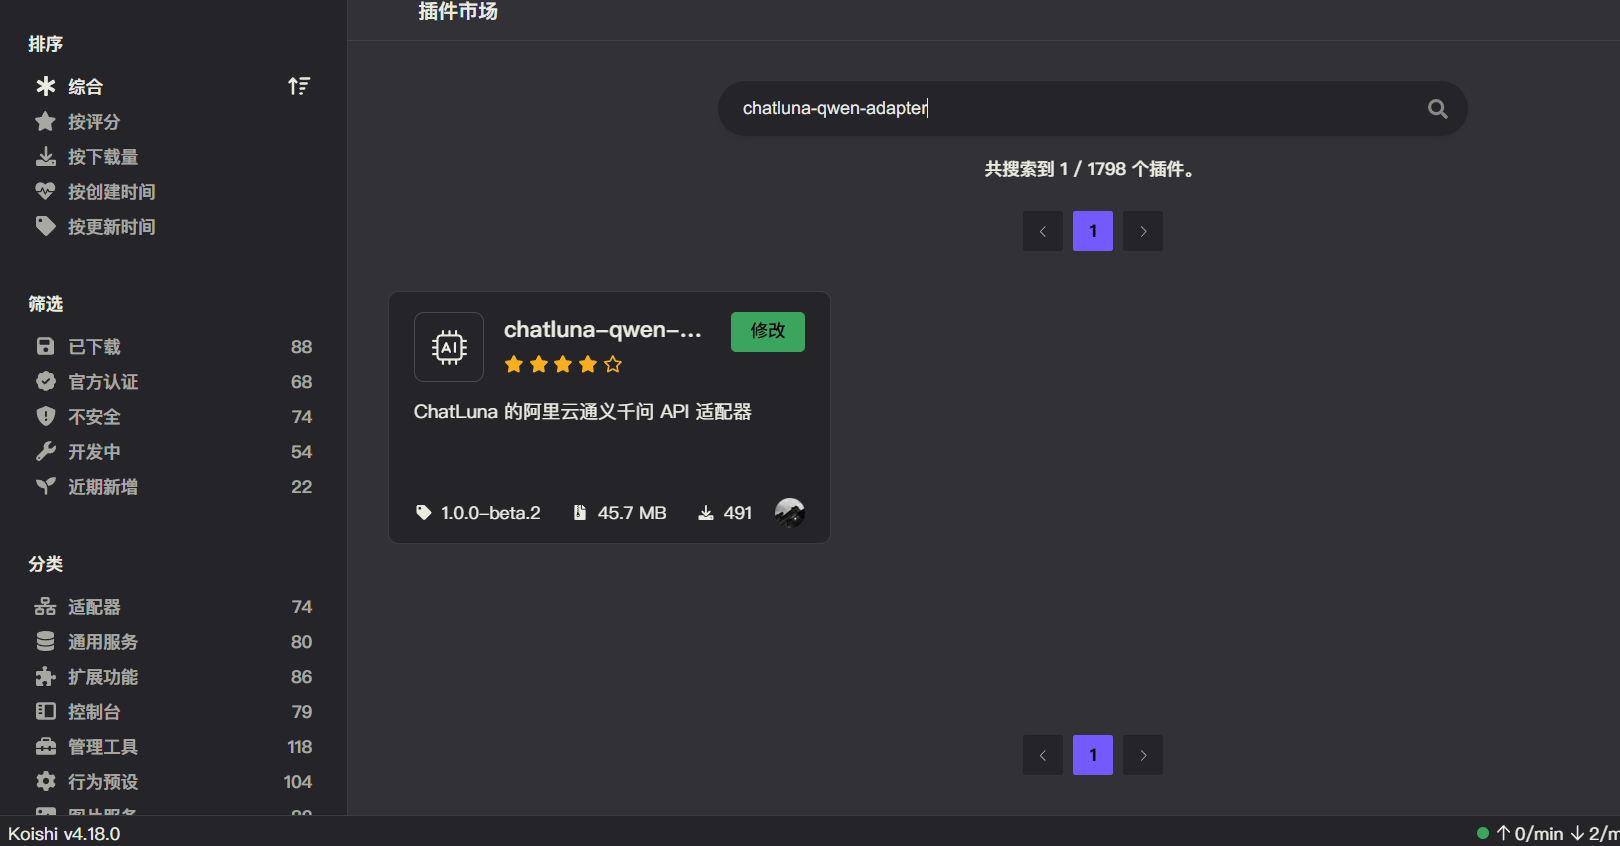 插件市场
排序
综合
按评分
按下载量
按创建时间
按更新时间
筛选
已下载 88
官方认证 68
不安全 74
开发中 54
近期新增 22
分类
适配器 74
通用服务 80
扩展功能 86
控制台 79
管理工具 118
行为预设 104
chatluna-qwen-adapter
共搜索到 1 / 1798 个插件。
1
chatluna-qwen-...
修改
ChatLuna 的阿里云通义千问 API 适配器
AI
1.0.0-beta.2 45.7 MB 491
1
Koishi v4.18.0
0/min 2/m